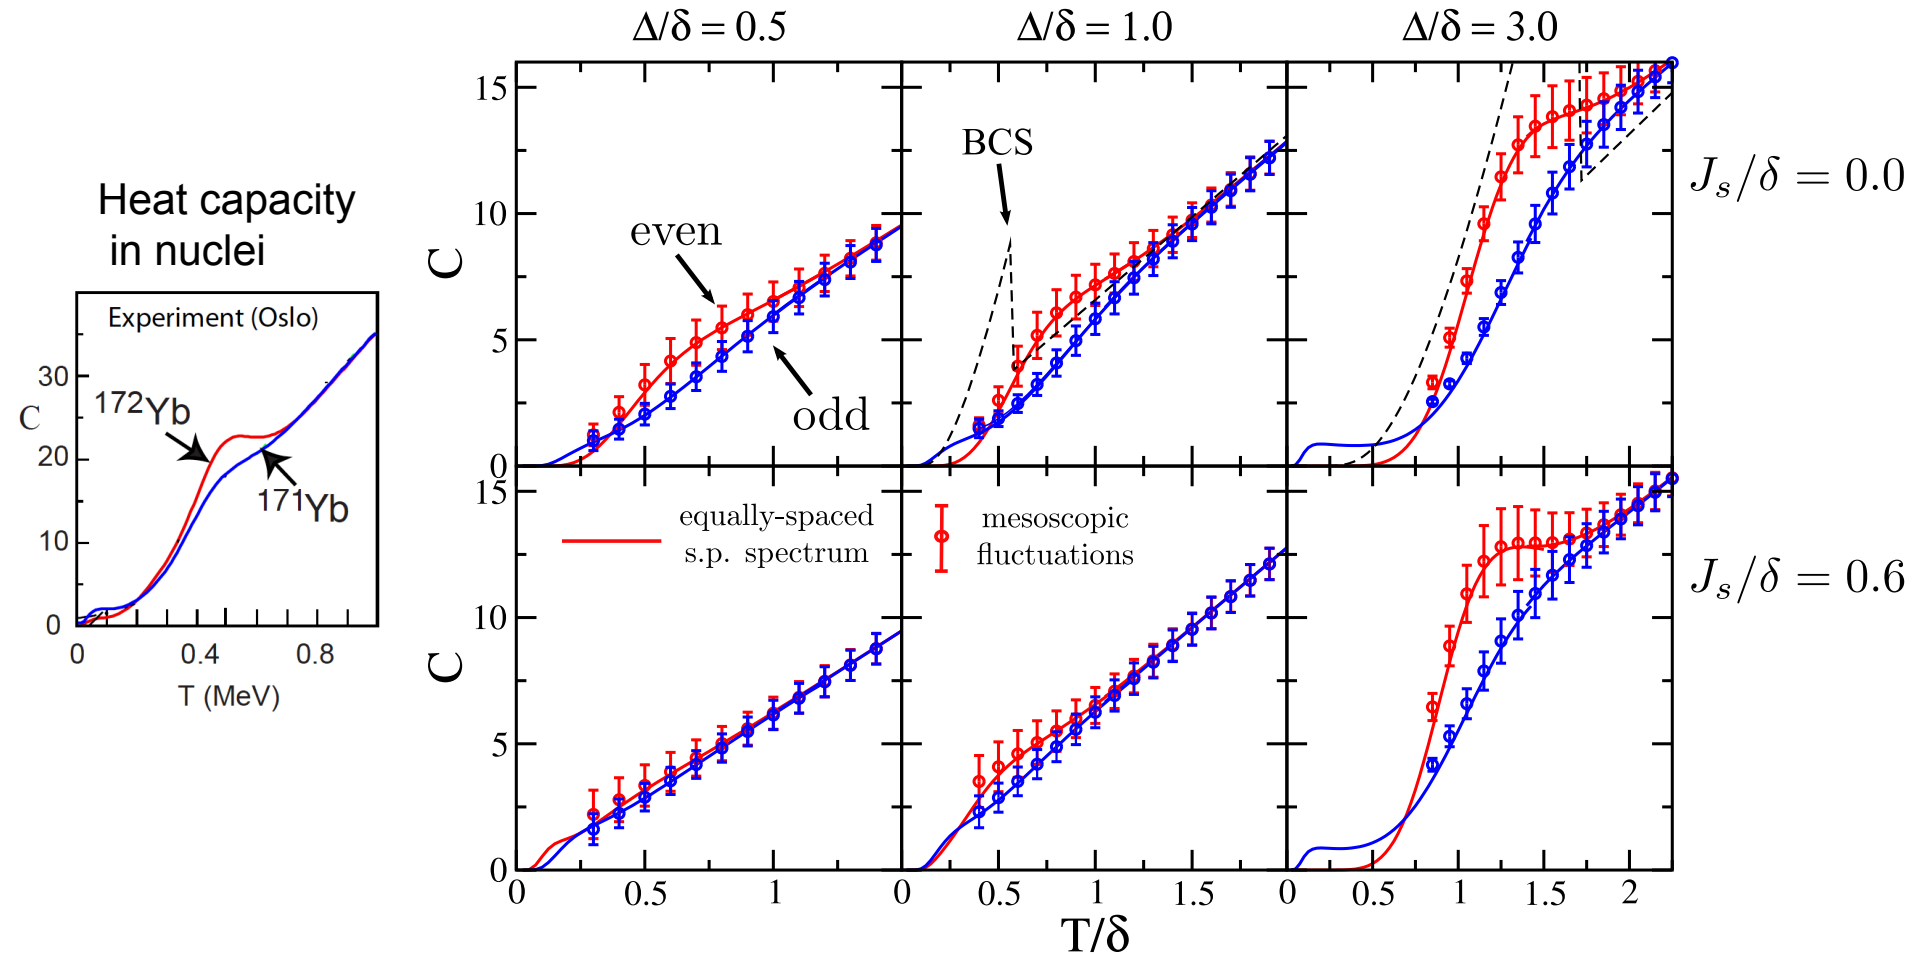 Δ/δ = 0.5
Δ/δ = 1.0
Δ/δ = 3.0
Heat capacity
in nuclei
Experiment (Oslo)
30
C
20
10
0
172Yb
171Yb
0
0.4
0.8
T (MeV)
15
10
5
0
C
even
odd
BCS
0
0
J_s/δ = 0.0
15
10
5
0
C
equally-spaced
s.p. spectrum
mesoscopic
fluctuations
J_s/δ = 0.6
0
0.5
1
0
0.5
1
1.5
0
0.5
1
1.5
2
T/δ